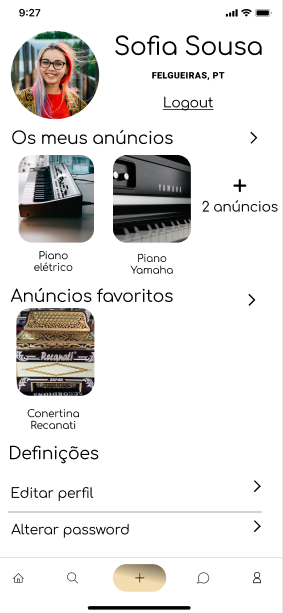 9:27
Sofia Sousa
FELGUEIRAS, PT
Logout
Os meus anúncios
YAMAHA
+
2 anúncios
Piano
elétrico
Piano
Yamaha
Anúncios favoritos
Recanati
Conertina
Recanati
Definições
Editar perfil
Alterar password